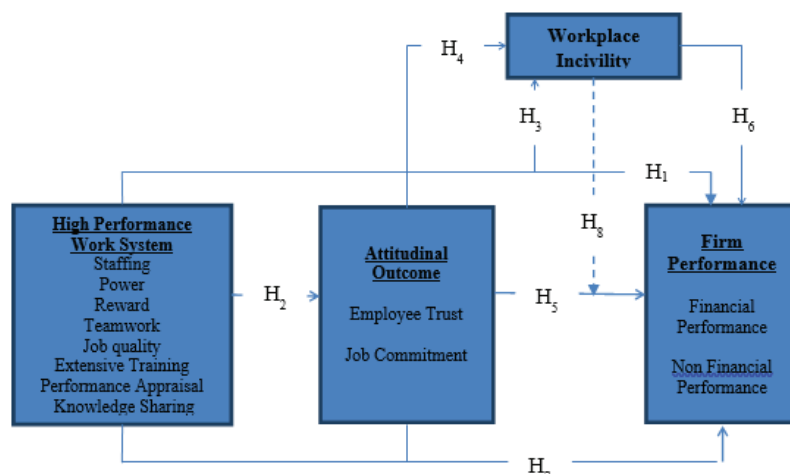 Workplace
Incivility
H4
H3
H6
H1
High Performance
Work System
Staffing
Power
Reward
Teamwork
Job quality
Extensive Training
Performance Appraisal
Knowledge Sharing
H2
Attitudinal
Outcome
Employee Trust
Job Commitment
H8
H5
Firm
Performance
Financial
Performance
Non Financial
Performance
H